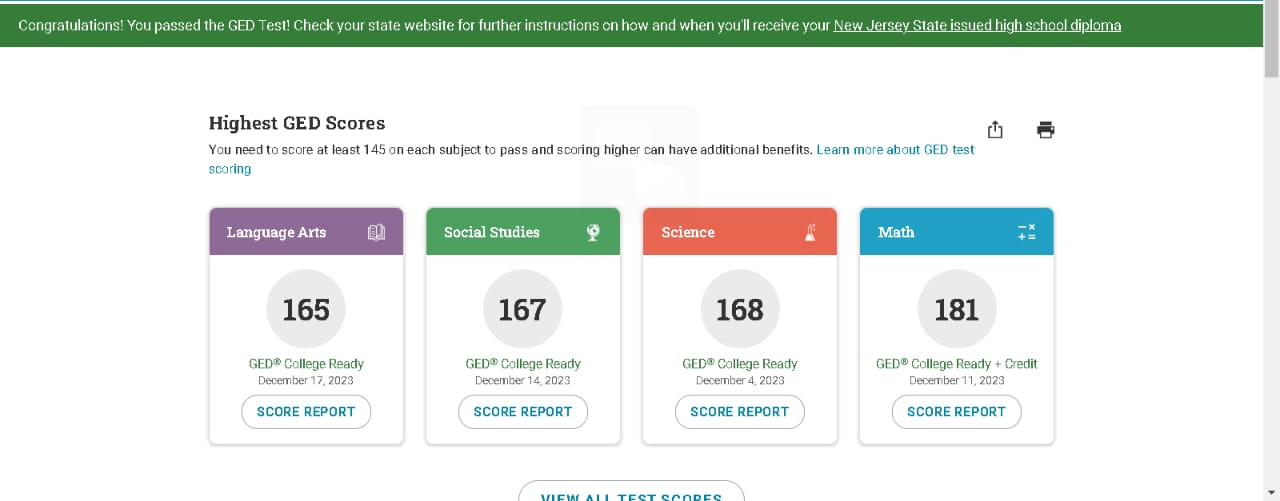 Congratulations! You passed the GED Test! Check your state website for further instructions on how and when you'll receive your New Jersey State issued high school diploma
Highest GED Scores
You need to score at least 145 on each subject to pass and scoring higher can have additional benefits. Learn more about GED test
scoring
Language Arts
165
GED® College Ready
December 17, 2023
SCORE REPORT
Social Studies
167
GED® College Ready
December 14, 2023
SCORE REPORT
Science
168
GED® College Ready
December 4, 2023
SCORE REPORT
Math
181
GED® College Ready + Credit
December 11, 2023
SCORE REPORT
VIEW ALL TEST SCORES